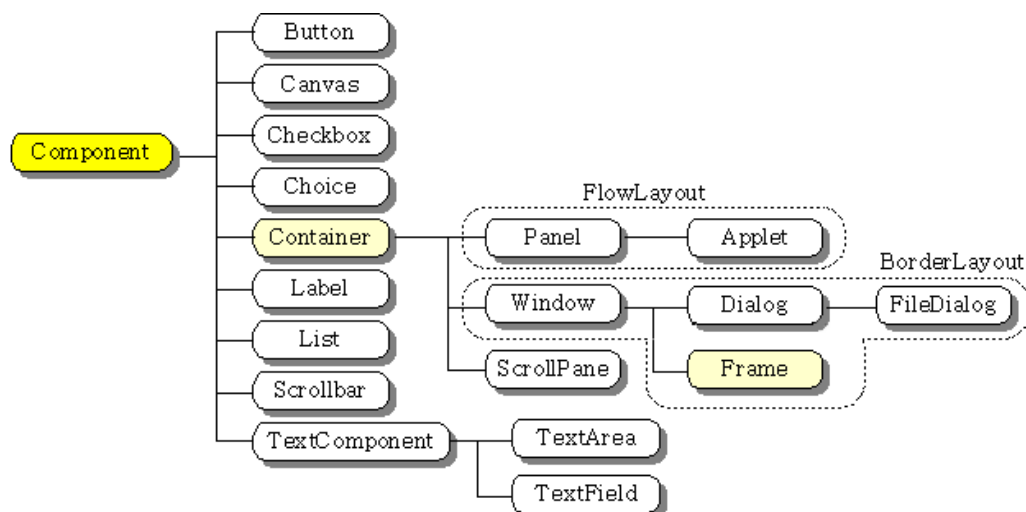 Button
Canvas
Checkbox
Component
Choice
FlowLayout
Container
Panel
Applet
BorderLayout
Label
Window
Dialog
FileDialog
List
ScrollPane
Frame
Scrollbar
TextComponent
TextArea
TextField